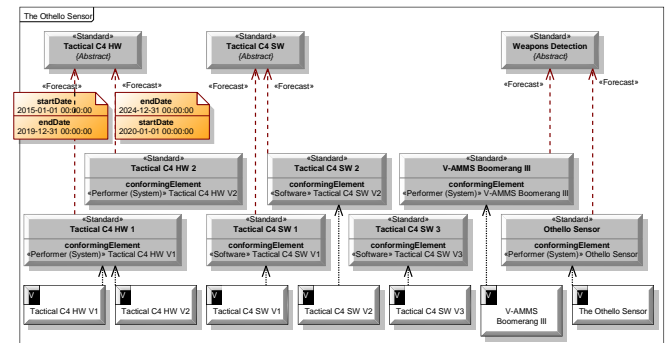 The Othello Sensor
«Standard»
Tactical C4 HW
{Abstract}
«Standard»
Tactical C4 SW
{Abstract}
«Standard»
Weapons Detection
{Abstract}
«Forecast»
«Forecast»
«Forecast»
«Forecast»
«Forecast»
«Forecast»
startDate
2015-01-01 00:00:00
endDate
2019-12-31 00:00:00
endDate
2024-12-31 00:00:00
startDate
2020-01-01 00:00:00
«Standard»
Tactical C4 HW 2
conformingElement
«Performer (System)» Tactical C4 HW V2
«Standard»
Tactical C4 SW 2
conformingElement
«Software» Tactical C4 SW V2
«Standard»
V-AMMS Boomerang III
conformingElement
«Performer (System)» V-AMMS Boomerang III
«Standard»
Tactical C4 HW 1
conformingElement
«Performer (System)» Tactical C4 HW V1
«Standard»
Tactical C4 SW 1
conformingElement
«Software» Tactical C4 SW V1
«Standard»
Tactical C4 SW 3
conformingElement
«Software» Tactical C4 SW V3
«Standard»
Othello Sensor
conformingElement
«Performer (System)» Othello Sensor
V
Tactical C4 HW V1
V
Tactical C4 HW V2
V
Tactical C4 SW V1
V
Tactical C4 SW V2
V
Tactical C4 SW V3
V
V-AMMS
Boomerang III
V
The Othello Sensor